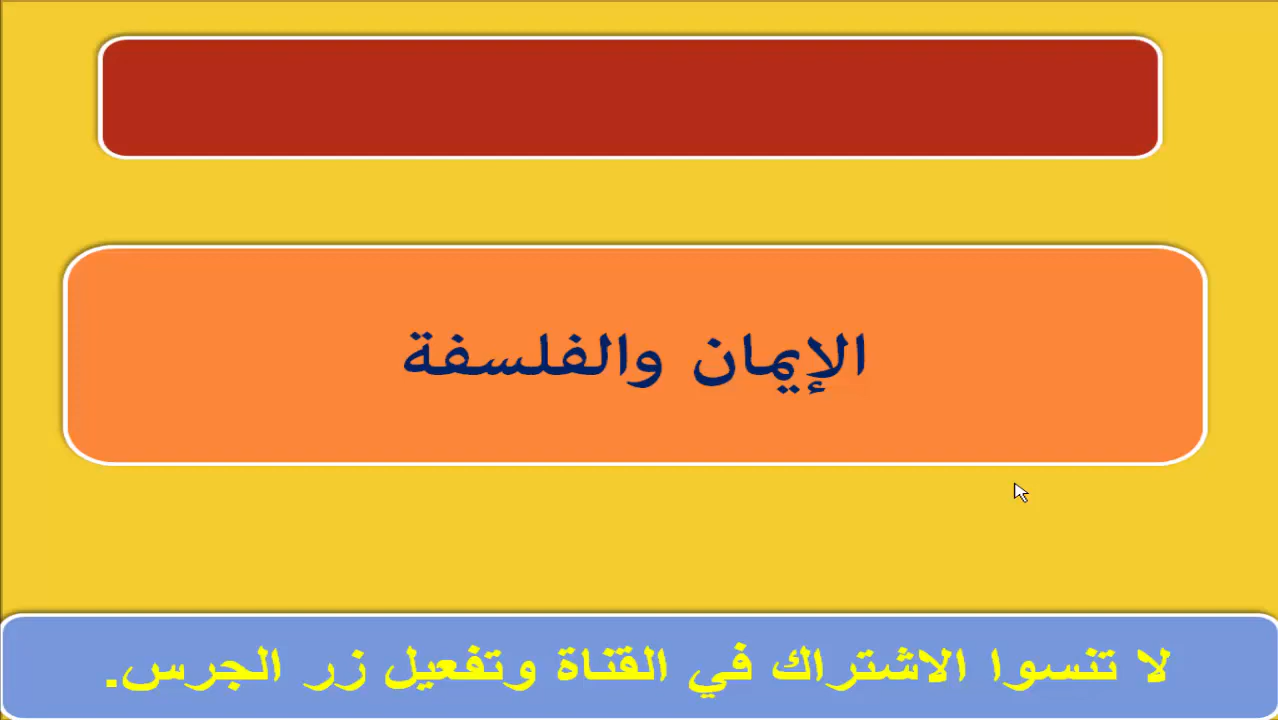 الإيمان والفلسفة
لا تنسوا الاشتراك في القناة وتفعيل زر الجرس.